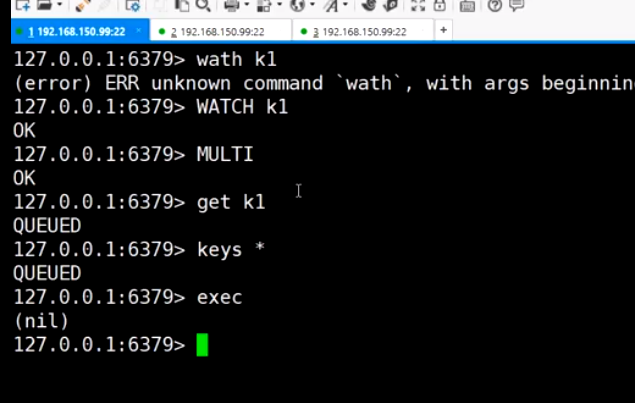 1 192.168.150.99:22
2 192.168.150.99:22
3 192.168.150.99:22
+
127.0.0.1:6379> wath k1
(error) ERR unknown command `wath`, with args beginnin
127.0.0.1:6379> WATCH k1
OK
127.0.0.1:6379> MULTI
OK
127.0.0.1:6379> get k1
QUEUED
127.0.0.1:6379> keys *
QUEUED
127.0.0.1:6379> exec
(nil)
127.0.0.1:6379>